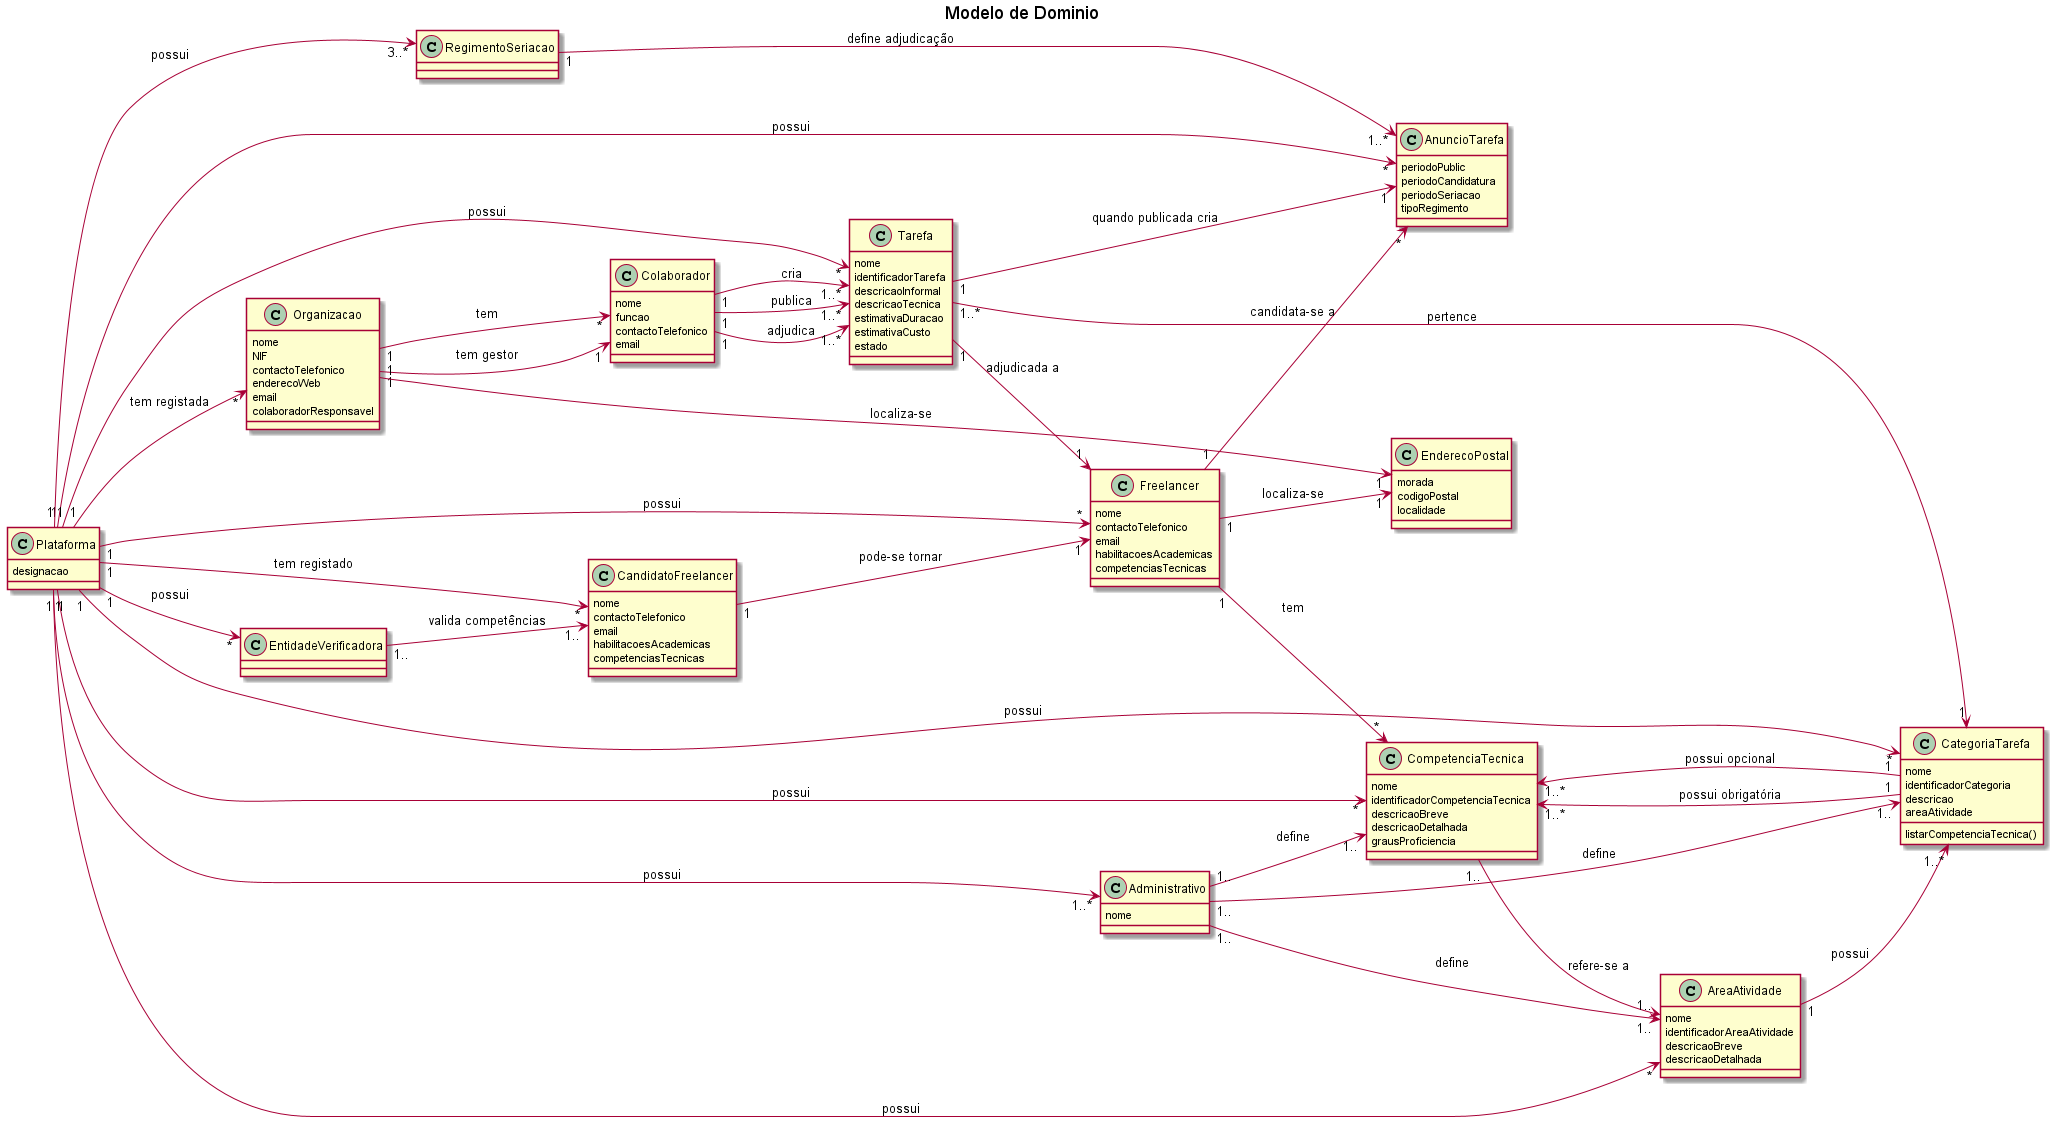 Modelo de Dominio
RegimentoSeriacao
possui
3..*
1
define adjudicação
1..*
AnuncioTarefa
periodoPublic
periodoCandidatura
periodoSeriacao
tipoRegimento
possui
*
1
*
quando publicada cria
possui
*
Tarefa
nome
identificadorTarefa
descricaoInformal
descricaoTecnica
estimativaDuracao
estimativaCusto
estado
1
1..*
1
Colaborador
nome
funcao
contactoTelefonico
email
cria
1
1..*
publica
1
1..*
adjudica
1
1..*
Organizacao
nome
NIF
contactoTelefonico
enderecoWeb
email
colaboradorResponsavel
tem
1
*
tem gestor
1
1
1
localiza-se
1
tem registada
*
candidata-se a
pertence
adjudicada a
1
1
EnderecoPostal
morada
codigoPostal
localidade
Freelancer
nome
contactoTelefonico
email
habilitacoesAcademicas
competenciasTecnicas
localiza-se
1
1
1
1
1
1
Plataforma
designacao
1
1
1
1
1
1
1
possui
*
tem registado
*
possui
*
CandidatoFreelancer
nome
contactoTelefonico
email
habilitacoesAcademicas
competenciasTecnicas
pode-se tornar
1
1
EntidadeVerificadora
valida competências
1..
1..
1
tem
*
possui
*
1
CategoriaTarefa
nome
identificadorCategoria
descricao
areaAtividade
listarCompetenciaTecnica()
CompetenciaTecnica
nome
identificadorCompetenciaTecnica
descricaoBreve
descricaoDetalhada
grausProficiencia
possui opcional
1
1..*
possui obrigatória
1
1..*
possui
*
define
1..
1..
define
1..
1..
1..
define
1..
1..
possui
1..*
Administrativo
nome
refere-se a
1..
possui
1
1..*
AreaAtividade
nome
identificadorAreaAtividade
descricaoBreve
descricaoDetalhada
possui
*